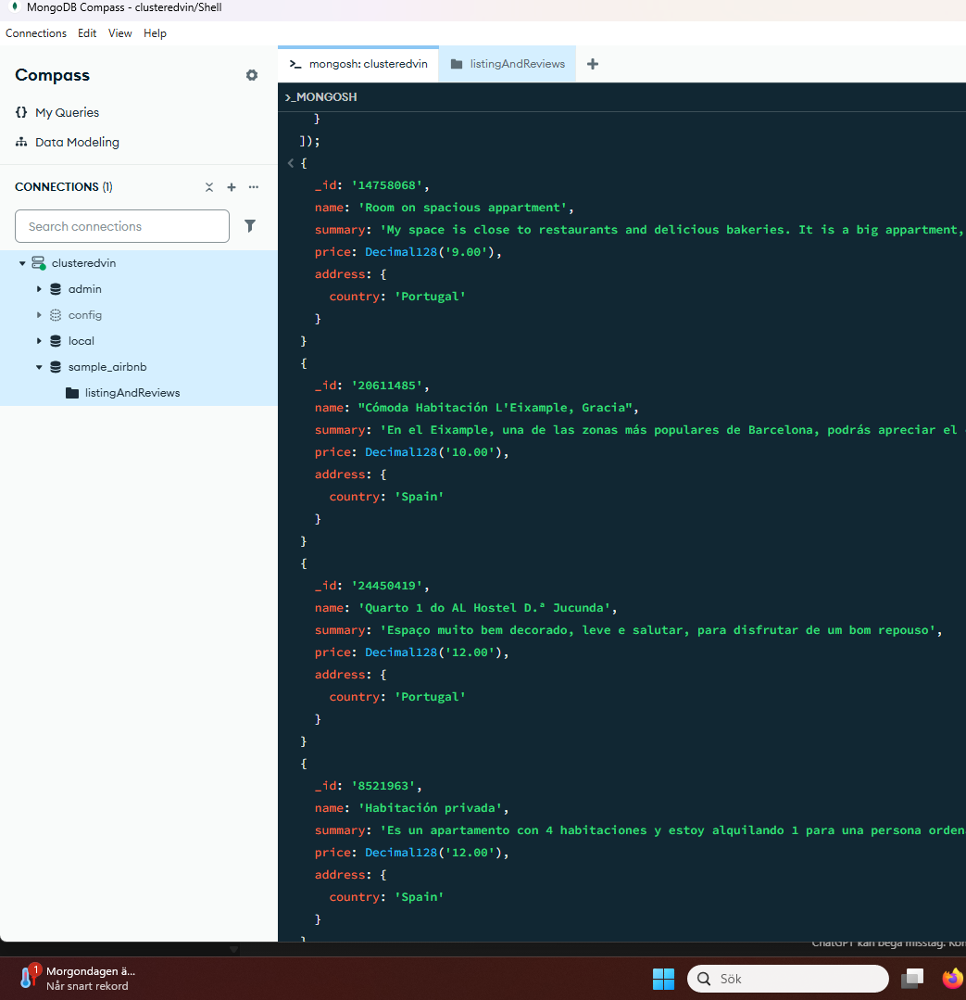 MongoDB Compass - clusteredvin/Shell
Connections Edit View Help
Compass
My Queries
Data Modeling
CONNECTIONS (1)
Search connections
clusteredvin
admin
config
local
sample_airbnb
listingAndReviews
>_ mongosh: clusteredvin
listingAndReviews
>_MONGOSH
}
]);
< {
_id: '14758068',
name: 'Room on spacious appartment',
summary: 'My space is close to restaurants and delicious bakeries. It is a big appartment,
price: Decimal128('9.00'),
address: {
country: 'Portugal'
}
}
{
_id: '20611485',
name: "Cómoda Habitación L'Eixample, Gracia",
summary: 'En el Eixample, una de las zonas más populares de Barcelona, podrás apreciar el
price: Decimal128('10.00'),
address: {
country: 'Spain'
}
}
{
_id: '24450419',
name: 'Quarto 1 do AL Hostel D.ª Jucunda',
summary: 'Espaço muito bem decorado, leve e salutar, para disfrutar de um bom repouso',
price: Decimal128('12.00'),
address: {
country: 'Portugal'
}
}
{
_id: '8521963',
name: 'Habitación privada',
summary: 'Es un apartamento con 4 habitaciones y estoy alquilando 1 para una persona orden
price: Decimal128('12.00'),
address: {
country: 'Spain'
}
}
ChatGPT kan begå misstag. Kon
1
Morgondagen ä...
Når snart rekord
Sök